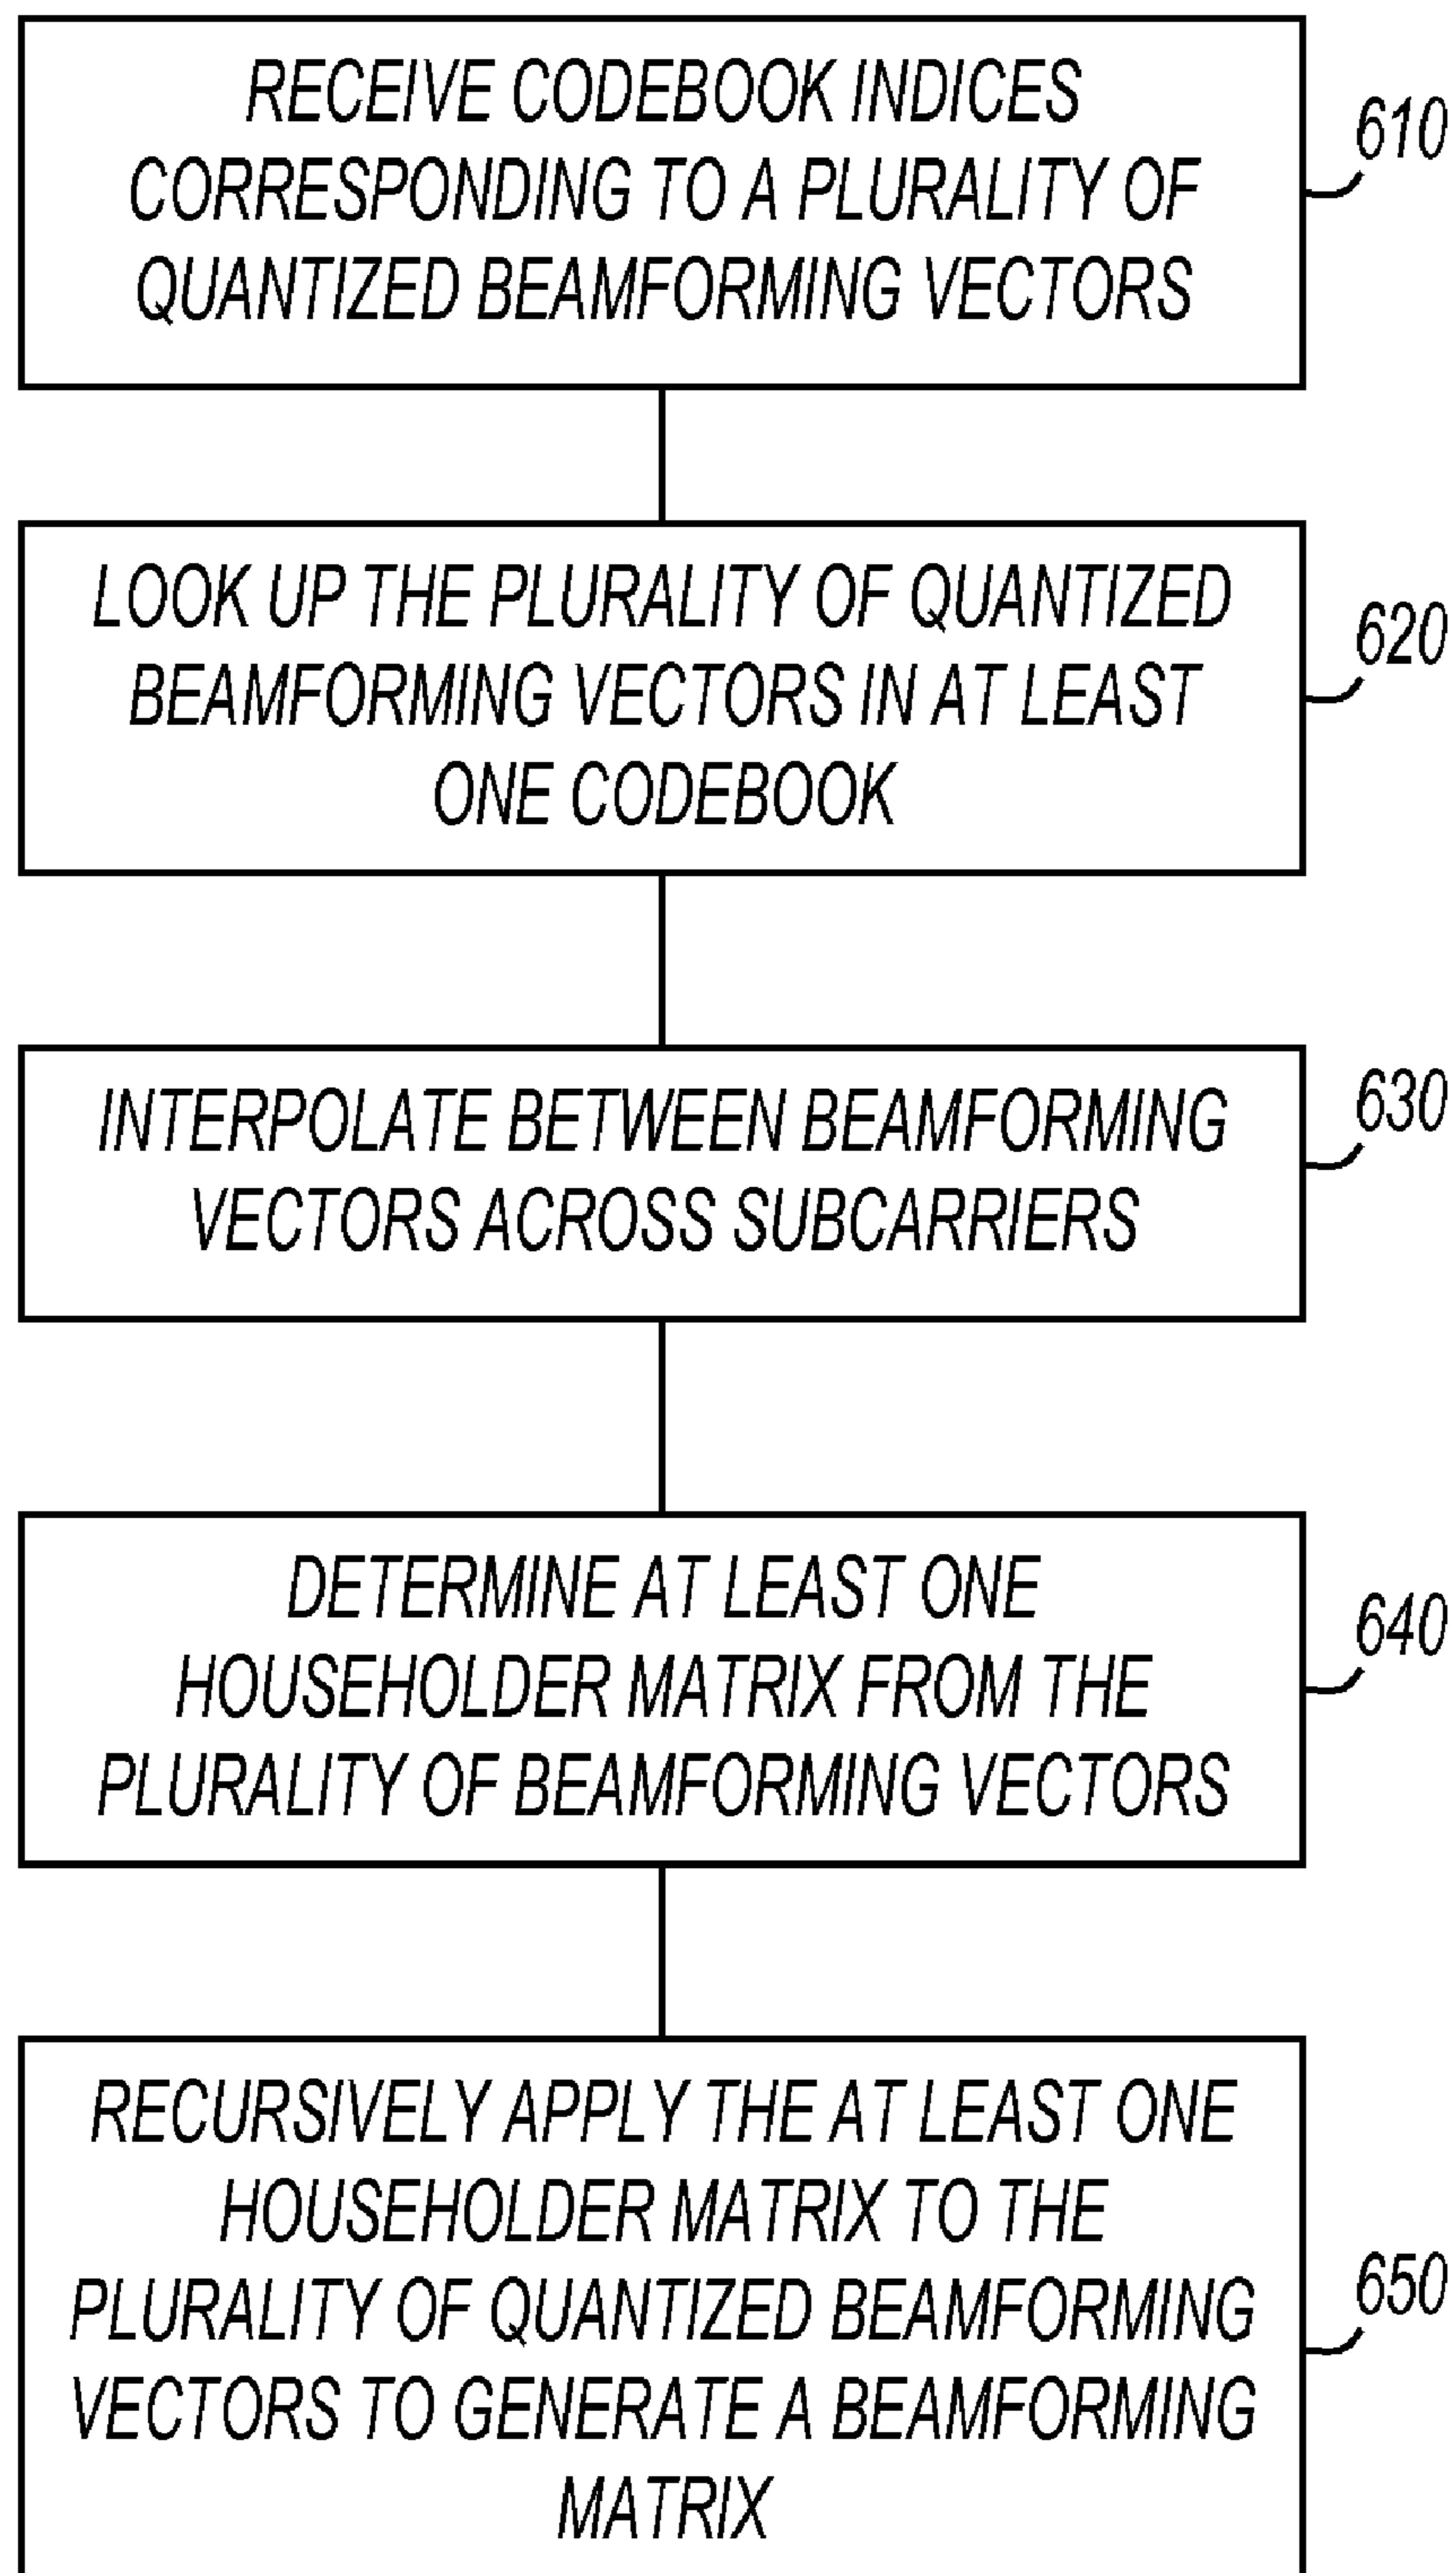 RECEIVE CODEBOOK INDICES
CORRESPONDING TO A PLURALITY OF
QUANTIZED BEAMFORMING VECTORS
610
LOOK UP THE PLURALITY OF QUANTIZED
BEAMFORMING VECTORS IN AT LEAST
ONE CODEBOOK
620
INTERPOLATE BETWEEN BEAMFORMING
VECTORS ACROSS SUBCARRIERS
630
DETERMINE AT LEAST ONE
HOUSEHOLDER MATRIX FROM THE
PLURALITY OF BEAMFORMING VECTORS
640
RECURSIVELY APPLY THE AT LEAST ONE
HOUSEHOLDER MATRIX TO THE
PLURALITY OF QUANTIZED BEAMFORMING
VECTORS TO GENERATE A BEAMFORMING
MATRIX
650